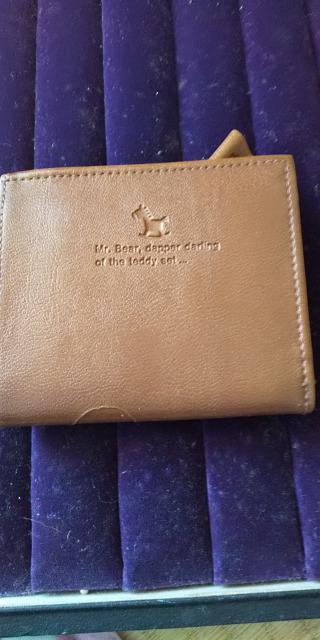 Mr. Bear, dapper darling
of the teddy set ...